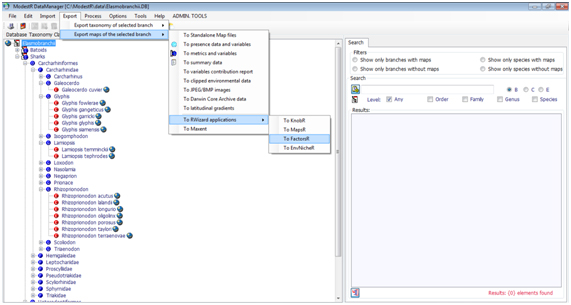 ModestR DataManager [D:\ModestR\Data\Elasmobranchii.DB]
File Edit Import Export Process Options Tools Help ADMIN. TOOLS
Export taxonomy of selected branch
Export maps of the selected branch
Database Taxonomy
Elasmobranchii
Batoids
Sharks
Carcharhiniformes
Carcharhinidae
Carcharhinus
Galeocerdo
Galeocerdo cuvier
Glyphis
Glyphis fowlerae
Glyphis gangeticus
Glyphis garricki
Glyphis glyphis
Glyphis siamensis
Isogomphodon
Lamiopsis
Lamiopsis temminckii
Lamiopsis tephrodes
Loxodon
Nasolamia
Negaprion
Prionace
Rhizoprionodon
Rhizoprionodon acutus
Rhizoprionodon lalandii
Rhizoprionodon longurio
Rhizoprionodon oligolinx
Rhizoprionodon porosus
Rhizoprionodon taylori
Rhizoprionodon terraenovae
Scoliodon
Triaenodon
Hemigaleidae
Leptochariidae
Proscylliidae
Pseudotriakidae
Scyliorhinidae
Sphyrnidae
Triakidae
To Standalone Map files
To presence data and variables
To metrics and variables
To summary data
To variables contribution report
To clipped environmental data
To JPEG/BMP images
To Darwin Core Archive data
To latitudinal gradients
To RWizard applications
To Maxent
To KnobR
To MapsR
To FactorsR
To EnvNicheR
Search
Filters
Show only branches with maps Show only species with maps
Show only branches without maps Show only species without maps
Search
B C E
Level: Any Order Family Genus Species
Results:
Results: (0) elements found